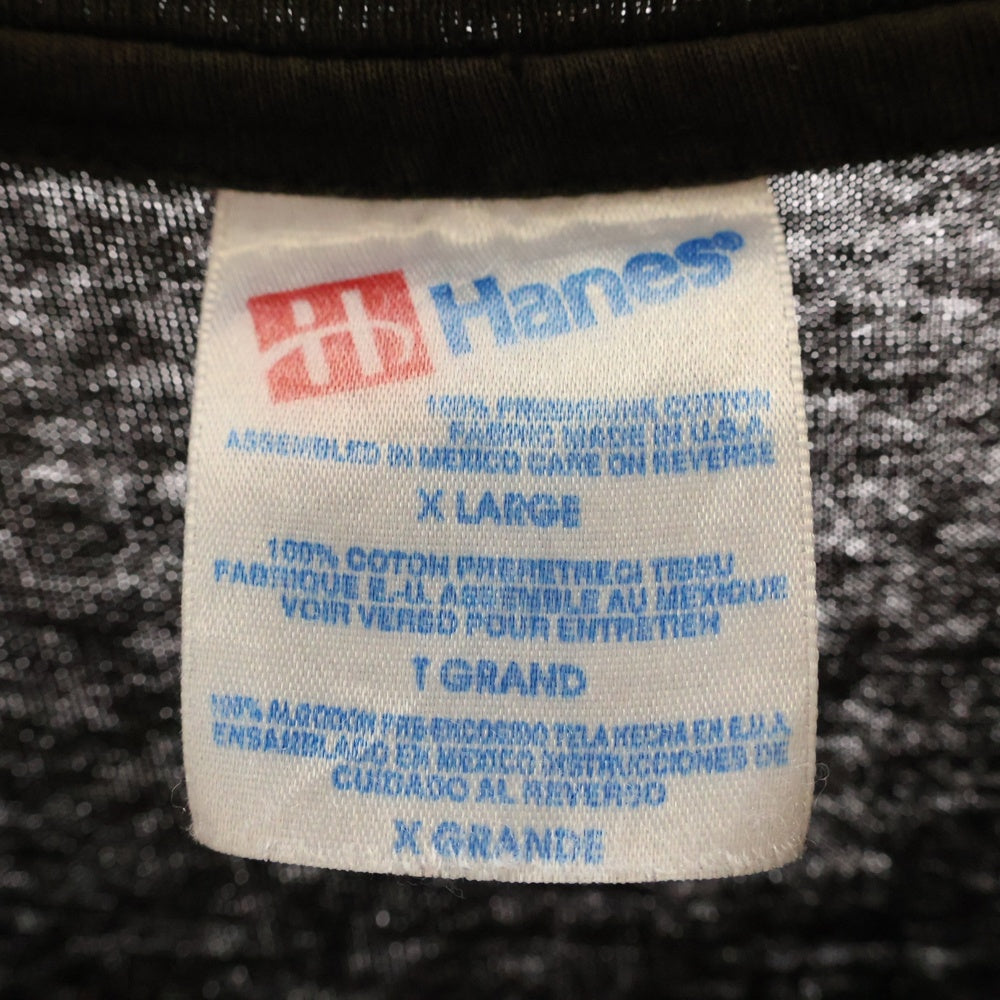 Hanes®
100% PRESHRUNK COTTON
FABRIC MADE IN U.S.A
ASSEMBLED IN MEXICO CARE ON REVERSE
X LARGE
100% COTON PRERETRECI TISSU
FABRIQUE E.-U. ASSEMBLE AU MEXIQUE
VOIR VERSO POUR ENTRETIEN
T GRAND
100% ALGODON PRE-ENCOGIDO TELA HECHA EN E.U.A.
ENSAMBLADO EN MEXICO INSTRUCCIONES DE
CUIDADO AL REVERSO
X GRANDE